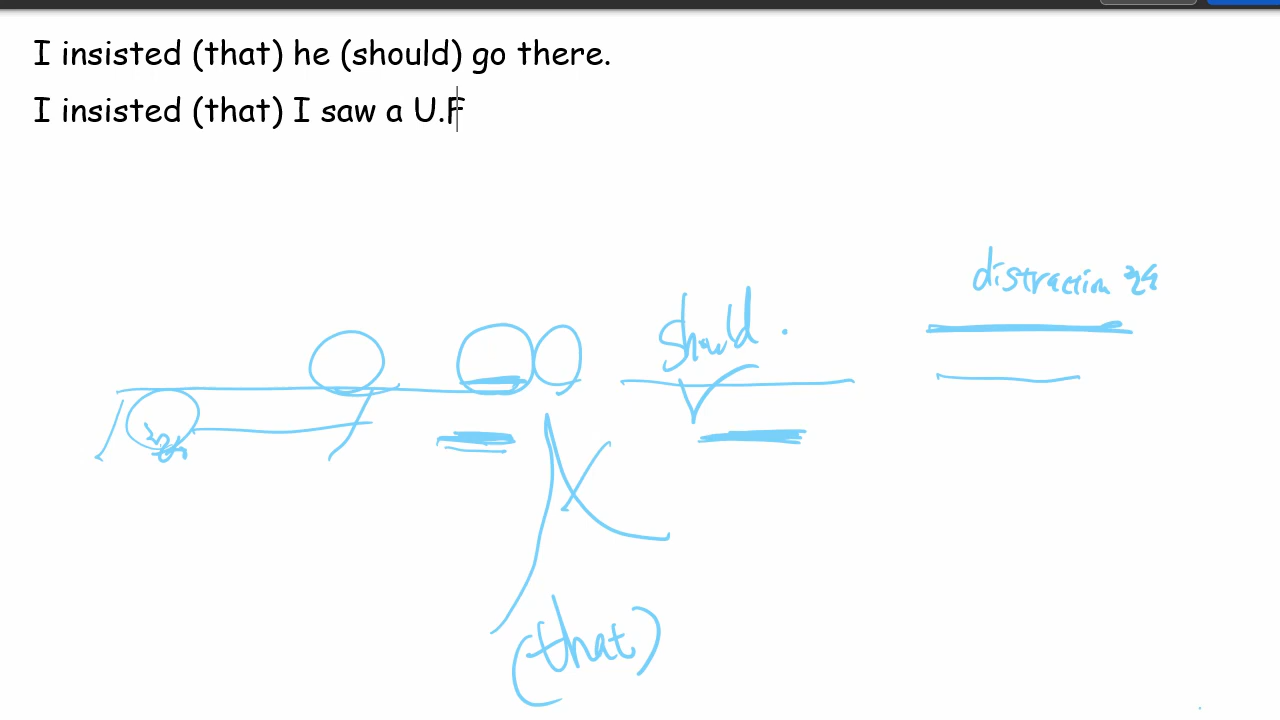 I insisted (that) he (should) go there.
I insisted (that) I saw a U.F
distraction
should.
(that)